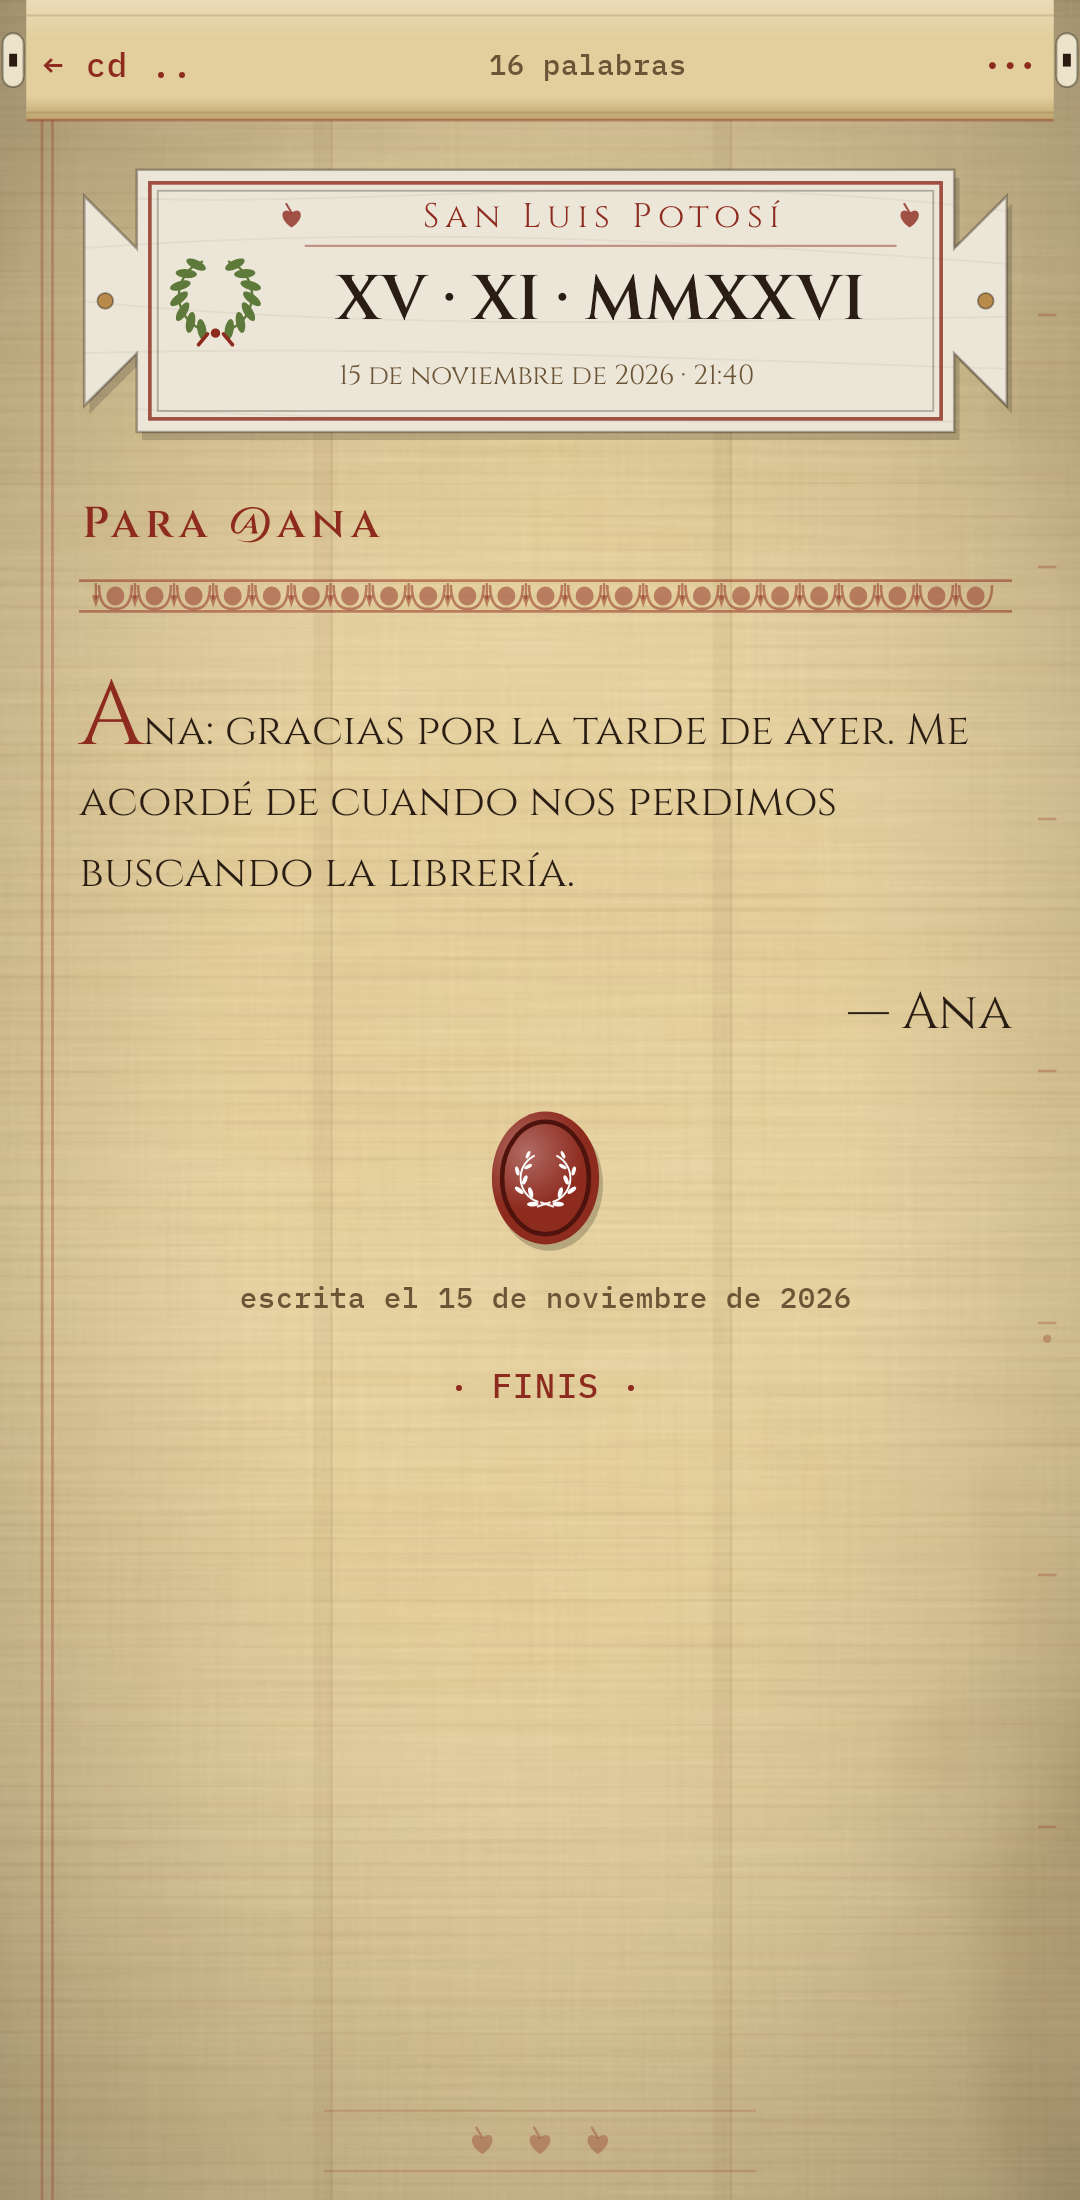 ← cd ..
16 palabras
...
San Luis Potosí
XV · XI · MMXXVI
15 de noviembre de 2026 · 21:40
Para @ana
Ana: gracias por la tarde de ayer. Me
acordé de cuando nos perdimos
buscando la librería.
— Ana
escrita el 15 de noviembre de 2026
· FINIS ·